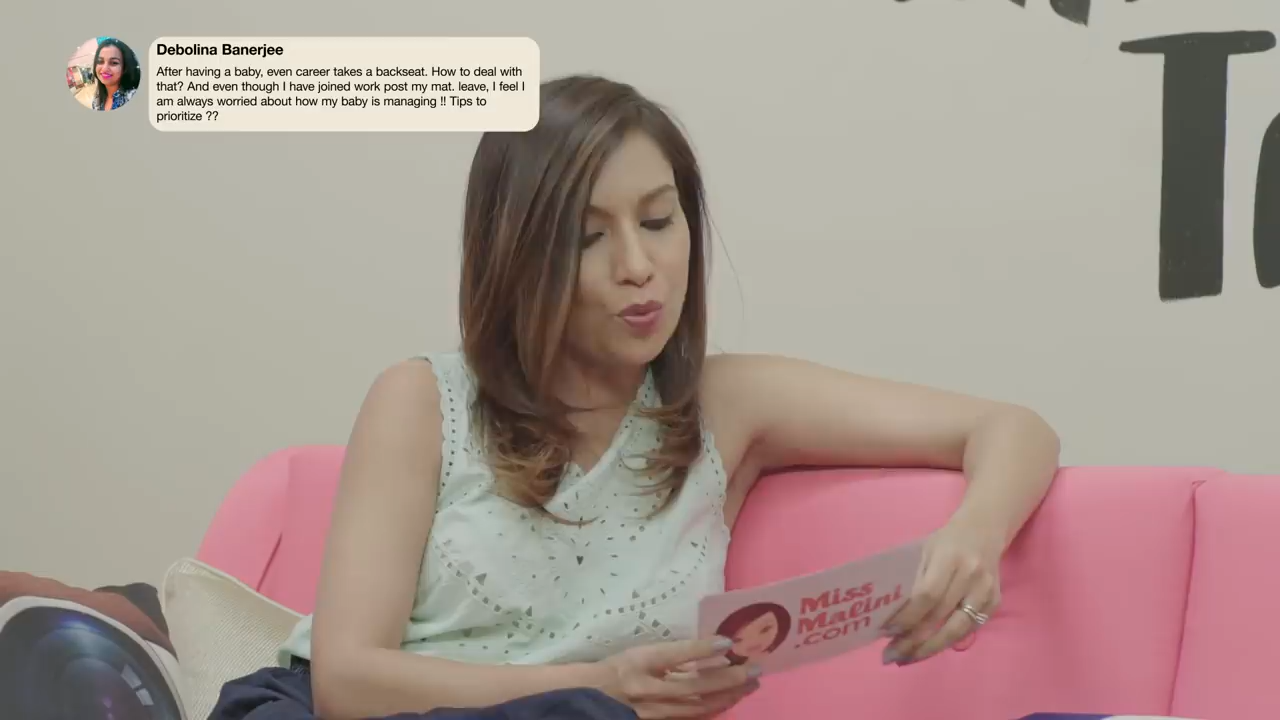 Debolina Banerjee
After having a baby, even career takes a backseat. How to deal with
that? And even though I have joined work post my mat. leave, I feel I
am always worried about how my baby is managing !! Tips to
prioritize ??
Miss
Malini
.com